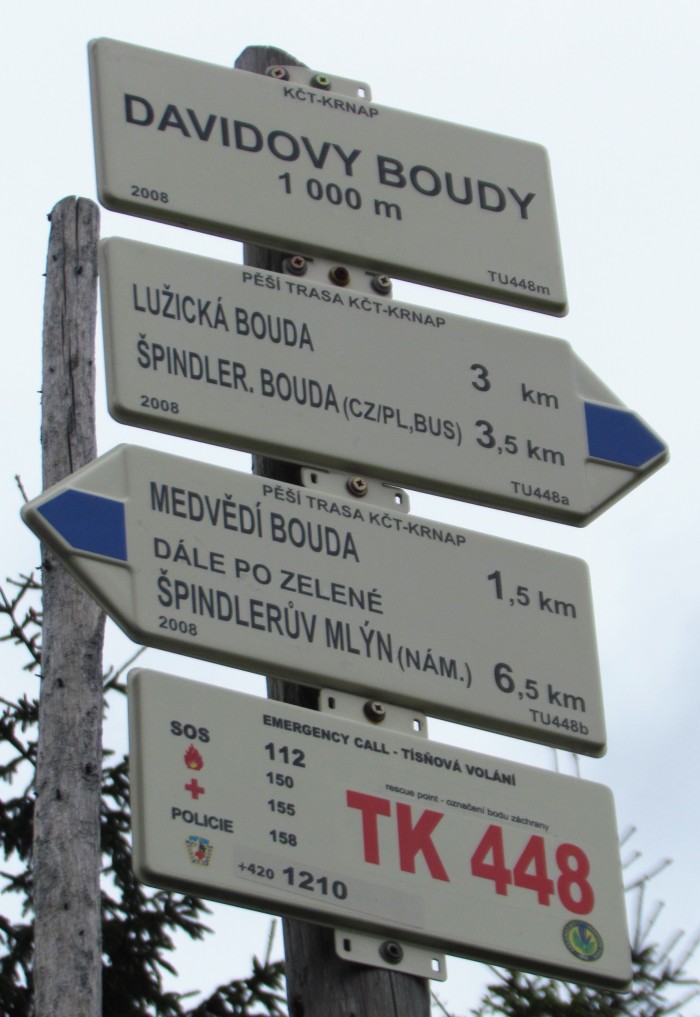 KČT-KRNAP
DAVIDOVY BOUDY
1 000 m
2008
TU448m
PĚŠÍ TRASA KČT-KRNAP
LUŽICKÁ BOUDA 3 km
ŠPINDLER. BOUDA (CZ/PL,BUS) 3,5 km
2008
TU448a
PĚŠÍ TRASA KČT-KRNAP
MEDVĚDÍ BOUDA 1,5 km
DÁLE PO ZELENÉ
ŠPINDLERŮV MLÝN (NÁM.) 6,5 km
2008
TU448b
EMERGENCY CALL - TÍSŇOVÁ VOLÁNÍ
SOS 112
150
155
POLICIE 158
+420 1210
rescue point - označení bodu záchrany
TK 448